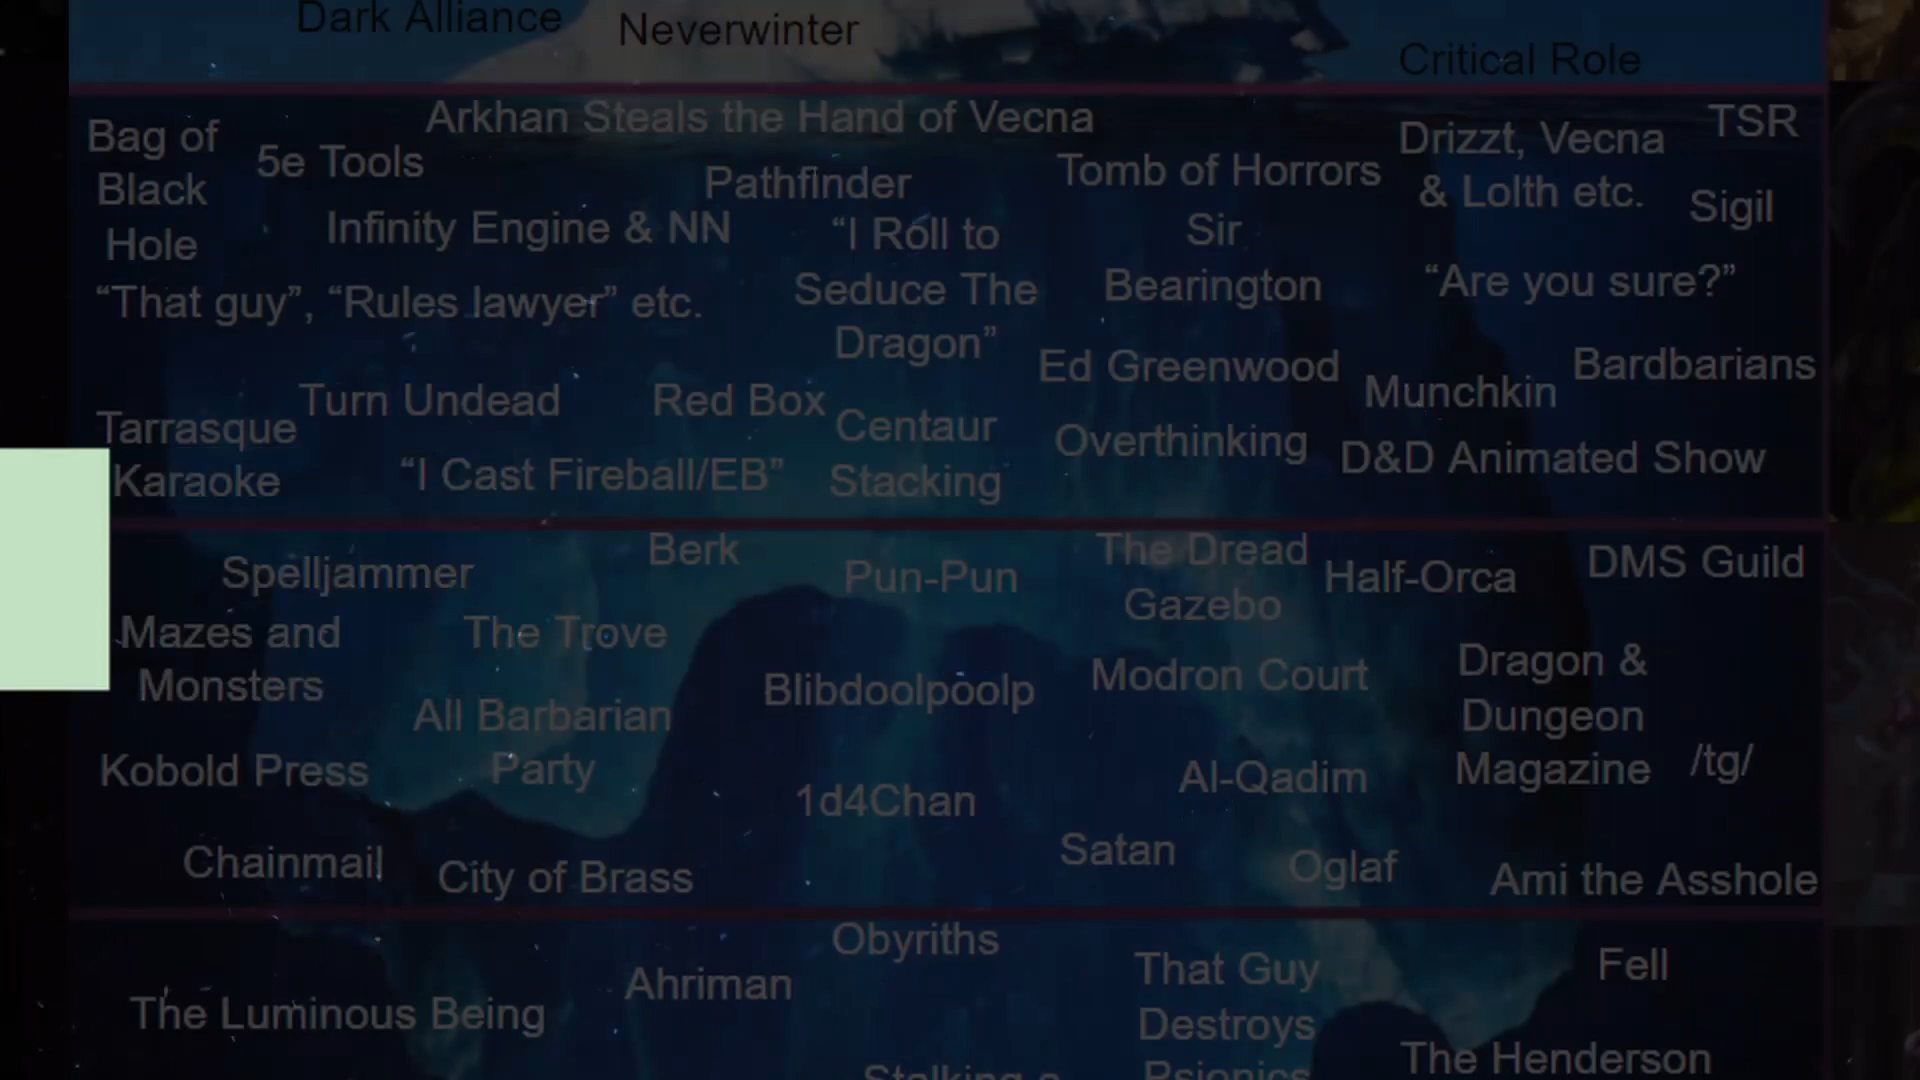 Dark Alliance
Neverwinter
Critical Role
Arkhan Steals the Hand of Vecna
TSR
Bag of
Black
Hole
5e Tools
Pathfinder
Tomb of Horrors
Drizzt, Vecna
& Lolth etc.
Sigil
Infinity Engine & NN
“I Roll to
Seduce The
Dragon”
Sir
Bearington
“Are you sure?”
“That guy”, “Rules lawyer” etc.
Ed Greenwood
Munchkin
Bardbarians
Turn Undead
Red Box
Tarrasque
Karaoke
Centaur
Stacking
Overthinking
D&D Animated Show
“I Cast Fireball/EB”
Spelljammer
Berk
Pun-Pun
The Dread
Gazebo
Half-Orca
DMS Guild
Mazes and
Monsters
The Trove
Blibdoolpoolp
Modron Court
Dragon &
Dungeon
Magazine
/tg/
All Barbarian
Party
Kobold Press
1d4Chan
Al-Qadim
Chainmail
City of Brass
Satan
Oglaf
Ami the Asshole
Obyriths
Ahriman
The Luminous Being
That Guy
Destroys
Psionics
Fell
The Henderson
Stalking a